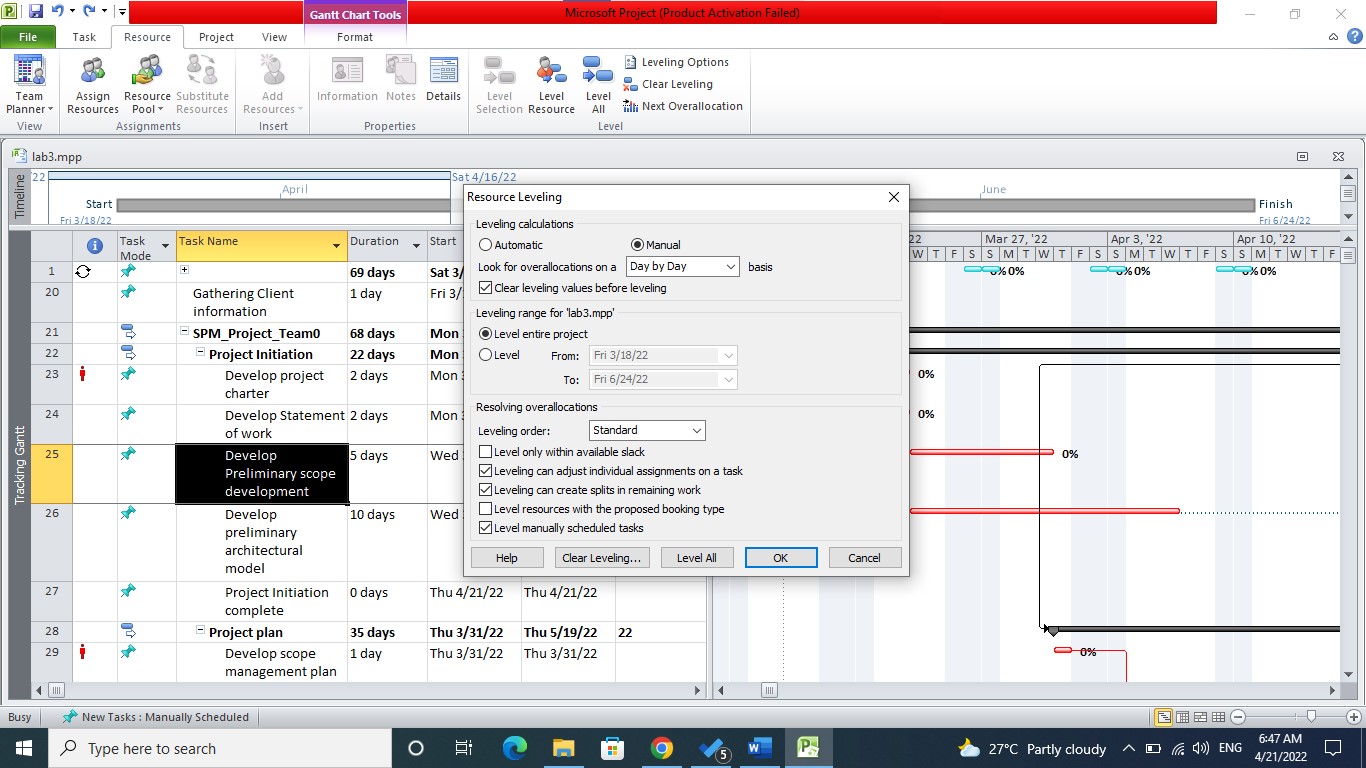 Gantt Chart Tools
Microsoft Project (Product Activation Failed)
File
Task
Resource
Project
View
Format
Team Planner
Assign Resources
Resource Pool
Substitute Resources
Add Resources
Information
Notes
Details
Level Selection
Level Resource
Level All
Leveling Options
Clear Leveling
Next Overallocation
View
Assignments
Insert
Properties
Level
lab3.mpp
Timeline
'22
Sat 4/16/22
April
June
Start
Fri 3/18/22
Finish
Fri 6/24/22
Tracking Gantt
Task Mode
Task Name
Duration
Start
22
Mar 27, '22
Apr 3, '22
Apr 10, '22
W T F S S M T W T F S S M T W T F S S M T W T
1 69 days Sat 3/
0% 0% 0% 0% 0% 0%
20 Gathering Client information 1 day Fri 3/
21 SPM_Project_Team0 68 days Mon
22 Project Initiation 22 days Mon
23 Develop project charter 2 days Mon 0%
24 Develop Statement of work 2 days Mon 0%
25 Develop Preliminary scope development 5 days Wed 0%
26 Develop preliminary architectural model 10 days Wed
27 Project Initiation complete 0 days Thu 4/21/22 Thu 4/21/22
28 Project plan 35 days Thu 3/31/22 Thu 5/19/22 22
29 Develop scope management plan 1 day Thu 3/31/22 Thu 3/31/22 0%
Resource Leveling
Leveling calculations
Automatic
Manual
Look for overallocations on a Day by Day basis
Clear leveling values before leveling
Leveling range for 'lab3.mpp'
Level entire project
Level From: Fri 3/18/22
To: Fri 6/24/22
Resolving overallocations
Leveling order: Standard
Level only within available slack
Leveling can adjust individual assignments on a task
Leveling can create splits in remaining work
Level resources with the proposed booking type
Level manually scheduled tasks
Help
Clear Leveling...
Level All
OK
Cancel
Busy
New Tasks : Manually Scheduled
Type here to search
5
27°C Partly cloudy
ENG
6:47 AM
4/21/2022